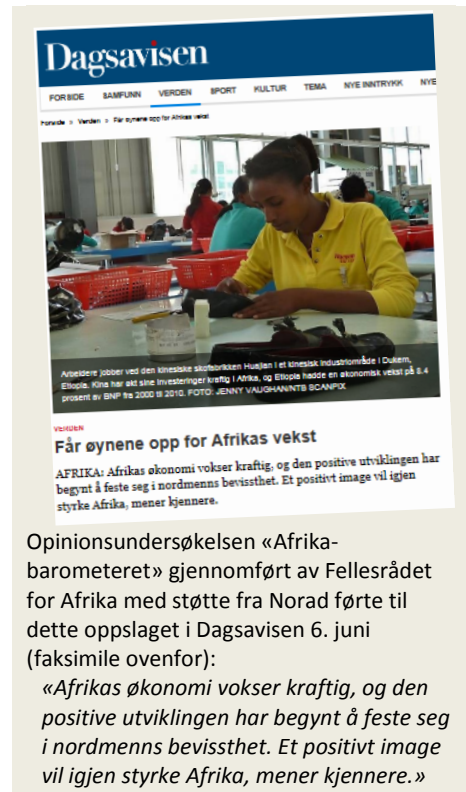 Dagsavisen
FORSIDE SAMFUNN VERDEN SPORT KULTUR TEMA NYE INNTRYKK NYE
Forside » Verden » Får øynene opp for Afrikas vekst
Arbeidere jobber ved den kinesiske skofabrikken Huajian i et kinesisk industriområde i Dukem,
Etiopia. Kina har økt sine investeringer kraftig i Afrika, og Etiopia hadde en økonomisk vekst på 8.4
prosent av BNP fra 2000 til 2010. FOTO: JENNY VAUGHAN/NTB SCANPIX
VERDEN
Får øynene opp for Afrikas vekst
AFRIKA: Afrikas økonomi vokser kraftig, og den positive utviklingen har
begynt å feste seg i nordmenns bevissthet. Et positivt image vil igjen
styrke Afrika, mener kjennere.
Opinionsundersøkelsen «Afrika-
barometeret» gjennomført av Fellesrådet
for Afrika med støtte fra Norad førte til
dette oppslaget i Dagsavisen 6. juni
(faksimile ovenfor):
«Afrikas økonomi vokser kraftig, og den
positive utviklingen har begynt å feste seg
i nordmenns bevissthet. Et positivt image
vil igjen styrke Afrika, mener kjennere.»